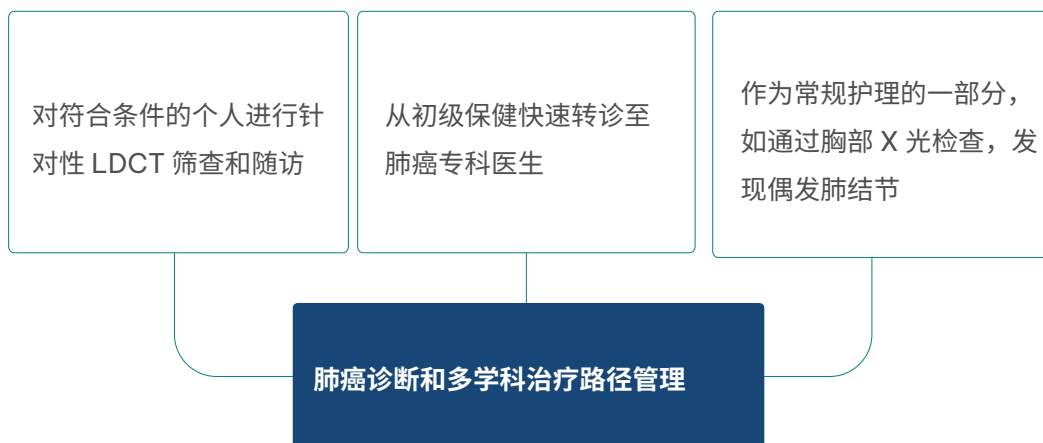 对符合条件的个人进行针
对性 LDCT 筛查和随访
从初级保健快速转诊至
肺癌专科医生
作为常规护理的一部分，
如通过胸部 X 光检查，发
现偶发肺结节
肺癌诊断和多学科治疗路径管理